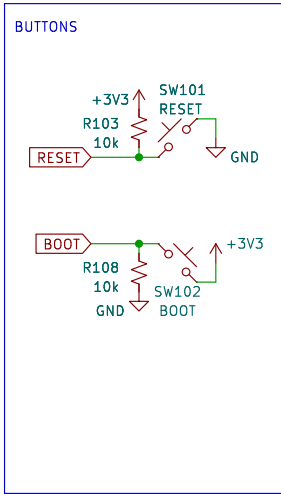 BUTTONS
SW101
+3V3
RESET
R103
10k
RESET
GND
BOOT
+3V3
R108
10k
SW102
GND
BOOT